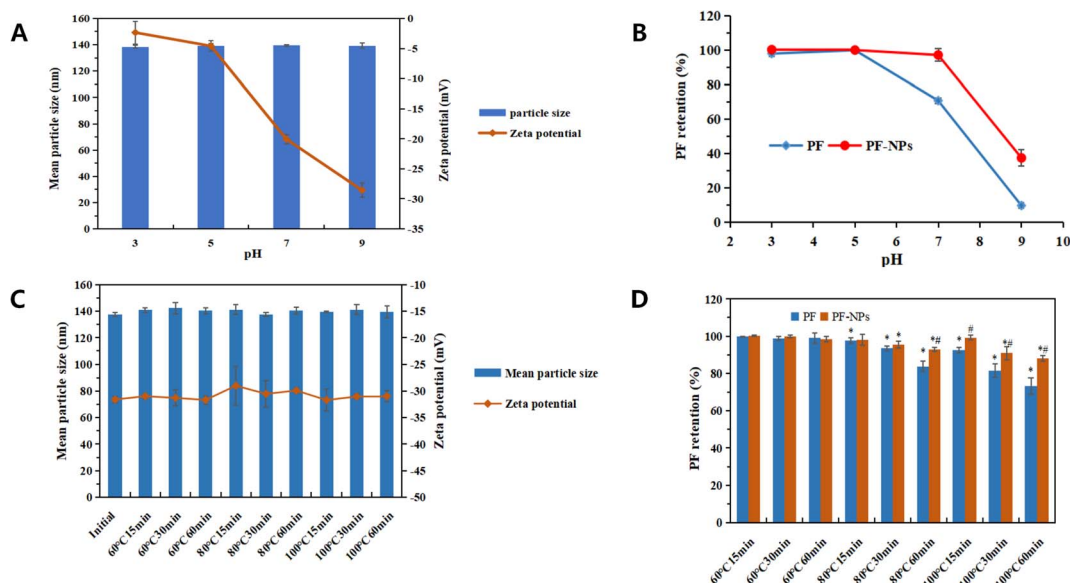 A
160
140
120
100
80
60
40
20
0
Mean particle size (nm)
0
-5
-10
-15
-20
-25
-30
-35
Zeta potential (mV)
3
5
7
9
pH
particle size
Zeta potential
B
120
100
80
60
40
20
0
PF retention (%)
PF
PF-NPs
2
3
4
5
6
7
8
9
10
pH
C
160
140
120
100
80
60
40
20
0
Mean particle size (nm)
-10
-15
-20
-25
-30
-35
-40
-45
-50
Zeta potential (mV)
Initial
60℃15min
60℃30min
60℃60min
80℃15min
80℃30min
80℃60min
100℃15min
100℃30min
100℃60min
Mean particle size
Zeta potential
D
120
100
80
60
40
20
0
PF retention (%)
PF
PF-NPs
*
* *
* *#
* #
* *#
* *#
60℃15min
60℃30min
60℃60min
80℃15min
80℃30min
80℃60min
100℃15min
100℃30min
100℃60min